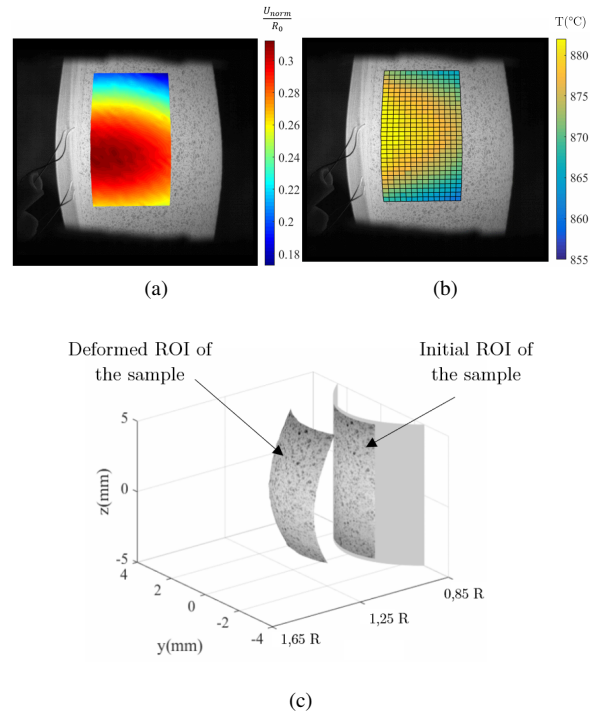 U_norm
R_0
T(°C)
0.3
0.28
0.26
0.24
0.22
0.2
0.18
880
875
870
865
860
855
(a)
(b)
Deformed ROI of
the sample
Initial ROI of
the sample
5
0
-5
z(mm)
4
2
0
-2
-4
y(mm)
0,85 R
1,25 R
1,65 R
(c)